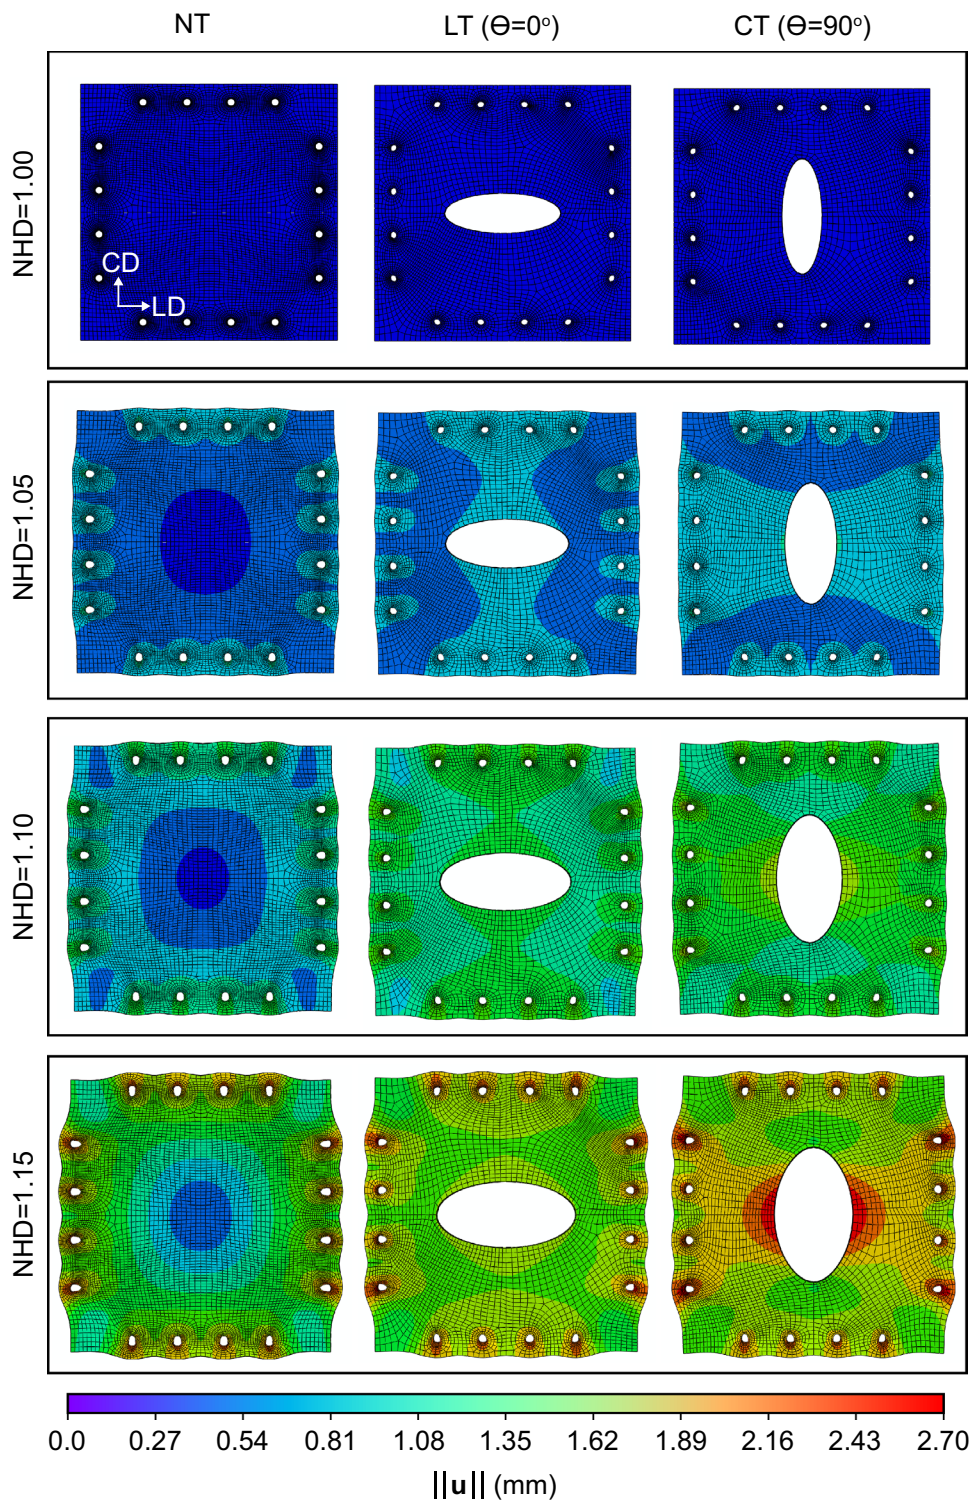 NT LT (Ө=0°) CT (Ө=90°)
NHD=1.00
CD
LD
NHD=1.05
NHD=1.10
NHD=1.15
0.0 0.27 0.54 0.81 1.08 1.35 1.62 1.89 2.16 2.43 2.70
||u|| (mm)